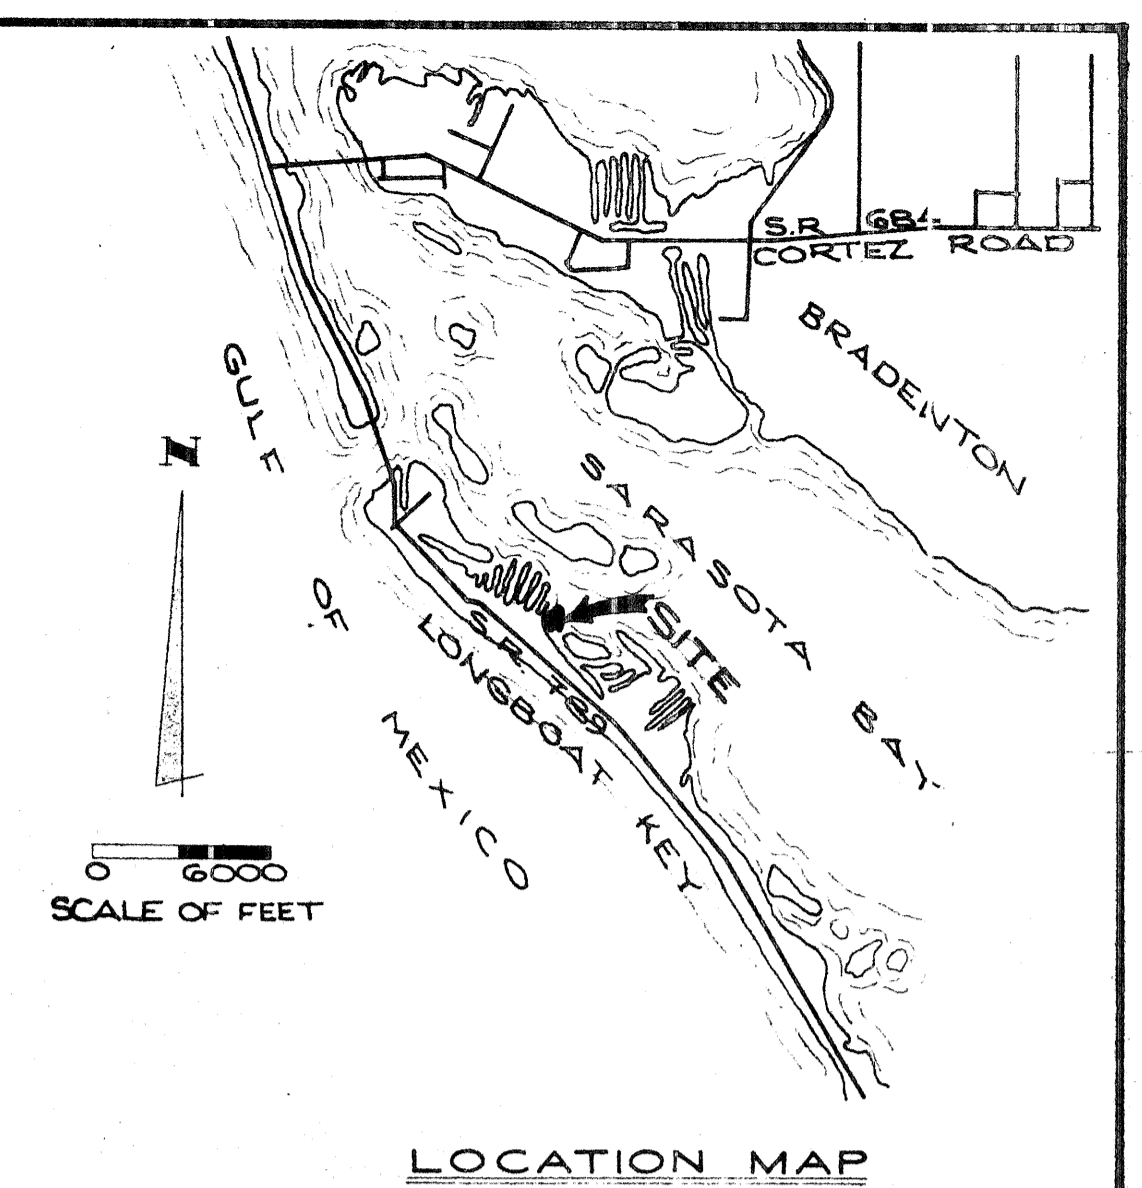 S.R 684
CORTEZ ROAD
BRADENTON
GULF
OF
MEXICO
N
SARASOTA
BAY
SITE
S.R. 789
LONGBOAT
KEY
0 6000
SCALE OF FEET
LOCATION MAP